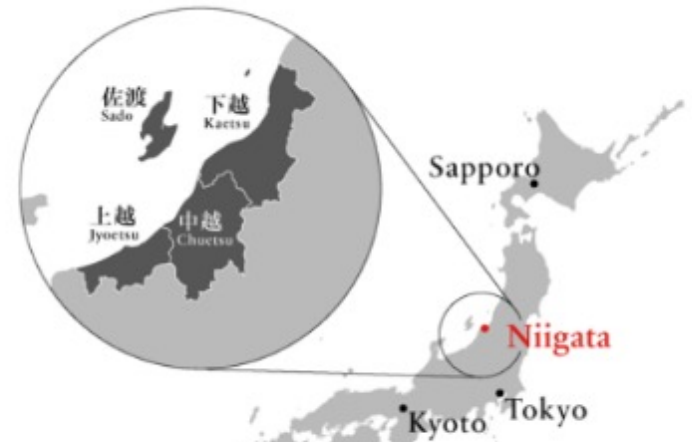 佐渡
Sado
下越
Kaetsu
上越
Jyoetsu
中越
Chuetsu
Sapporo
Niigata
Tokyo
Kyoto